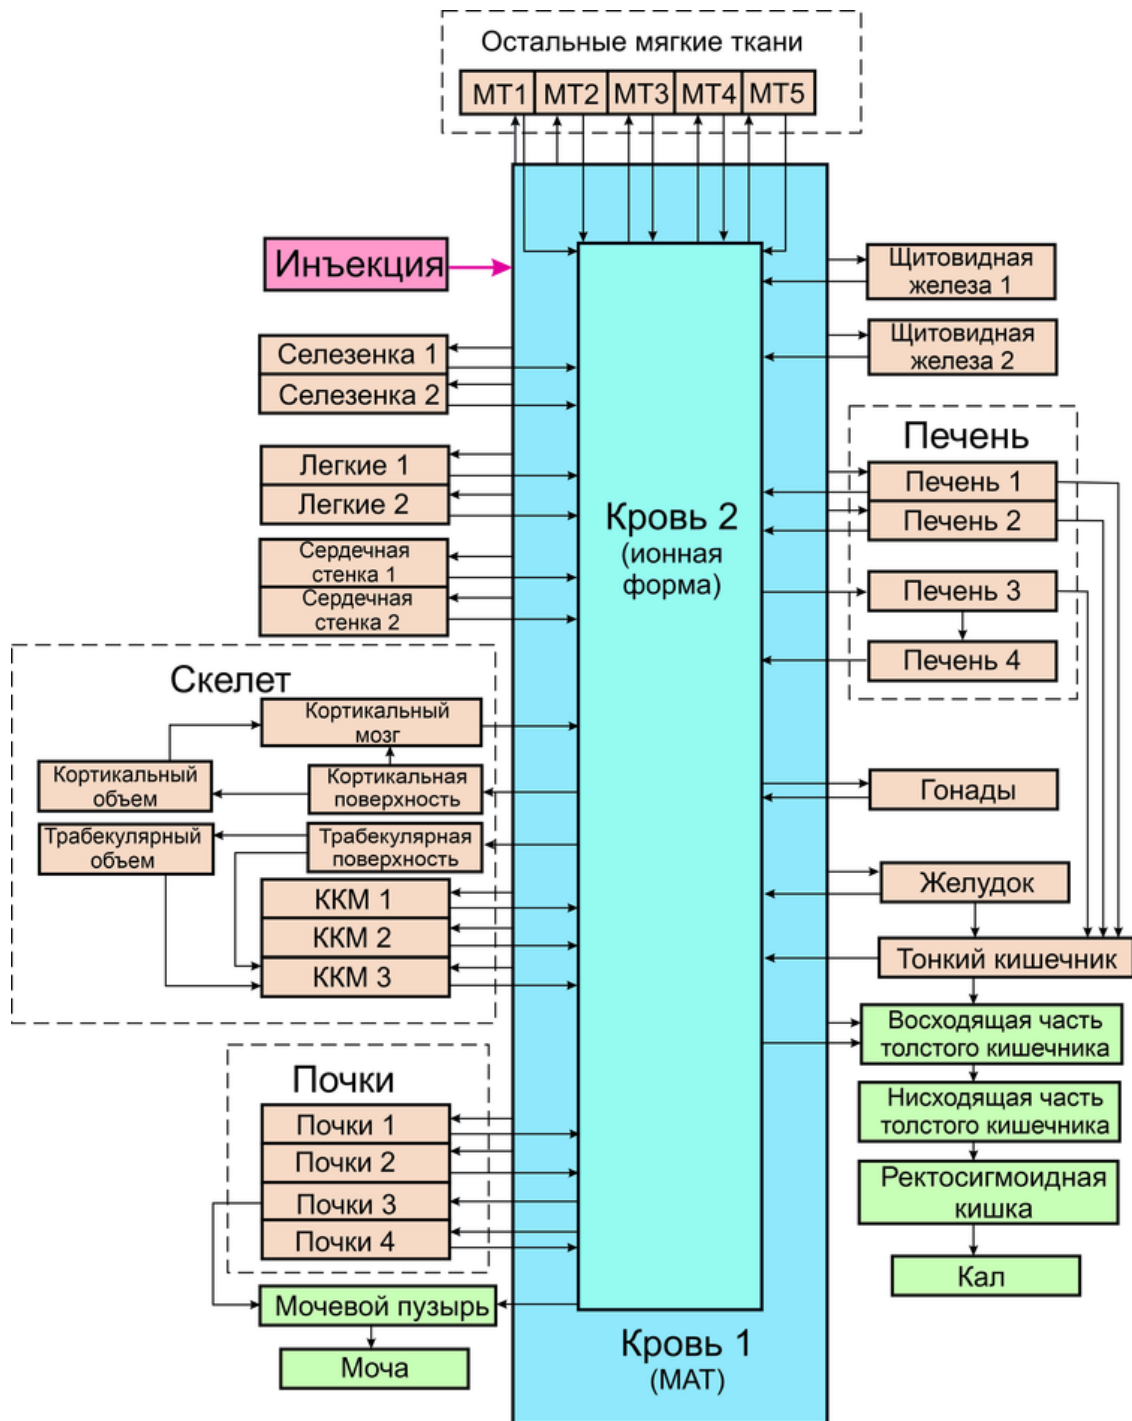 Остальные мягкие ткани
МТ1 МТ2 МТ3 МТ4 МТ5
Инъекция
Селезенка 1
Селезенка 2
Легкие 1
Легкие 2
Сердечная
стенка 1
Сердечная
стенка 2
Скелет
Кортикальный
мозг
Кортикальный
объем
Кортикальная
поверхность
Трабекулярный
объем
Трабекулярная
поверхность
ККМ 1
ККМ 2
ККМ 3
Почки
Почки 1
Почки 2
Почки 3
Почки 4
Мочевой пузырь
Моча
Кровь 2
(ионная
форма)
Кровь 1
(МАТ)
Щитовидная
железа 1
Щитовидная
железа 2
Печень
Печень 1
Печень 2
Печень 3
Печень 4
Гонады
Желудок
Тонкий кишечник
Восходящая часть
толстого кишечника
Нисходящая часть
толстого кишечника
Ректосигмоидная
кишка
Кал